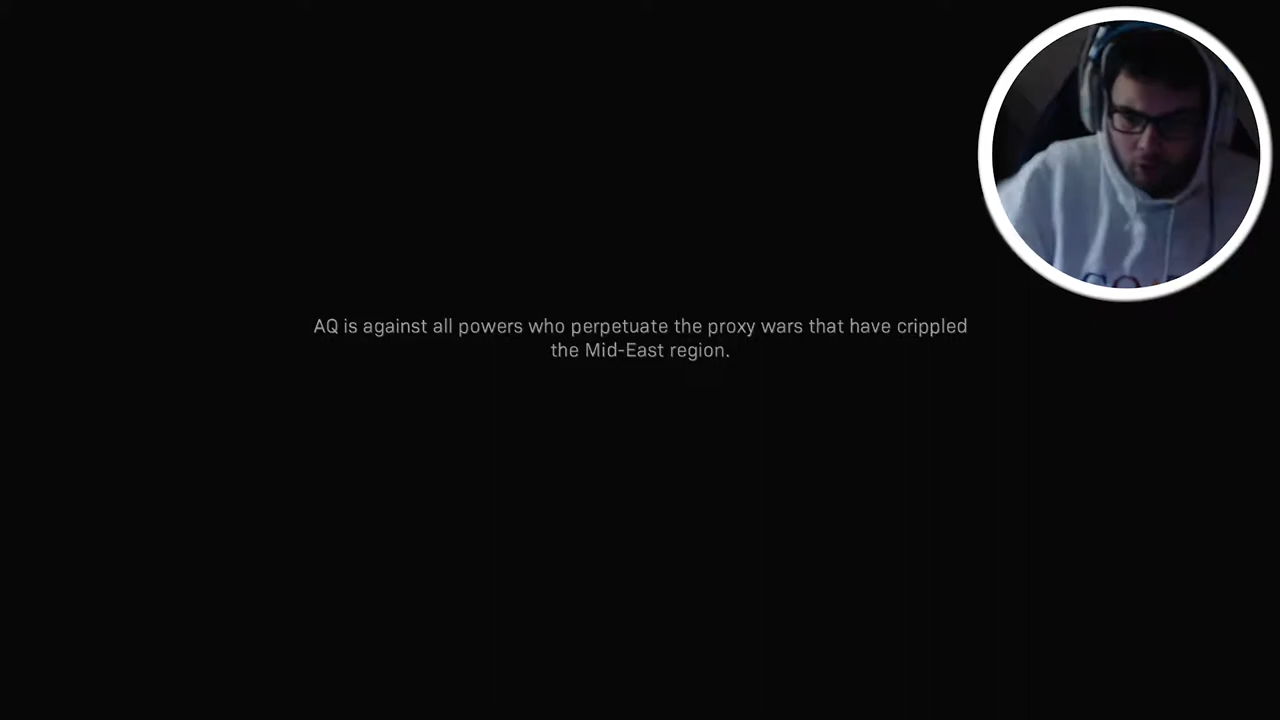 AQ is against all powers who perpetuate the proxy wars that have crippled
the Mid-East region.